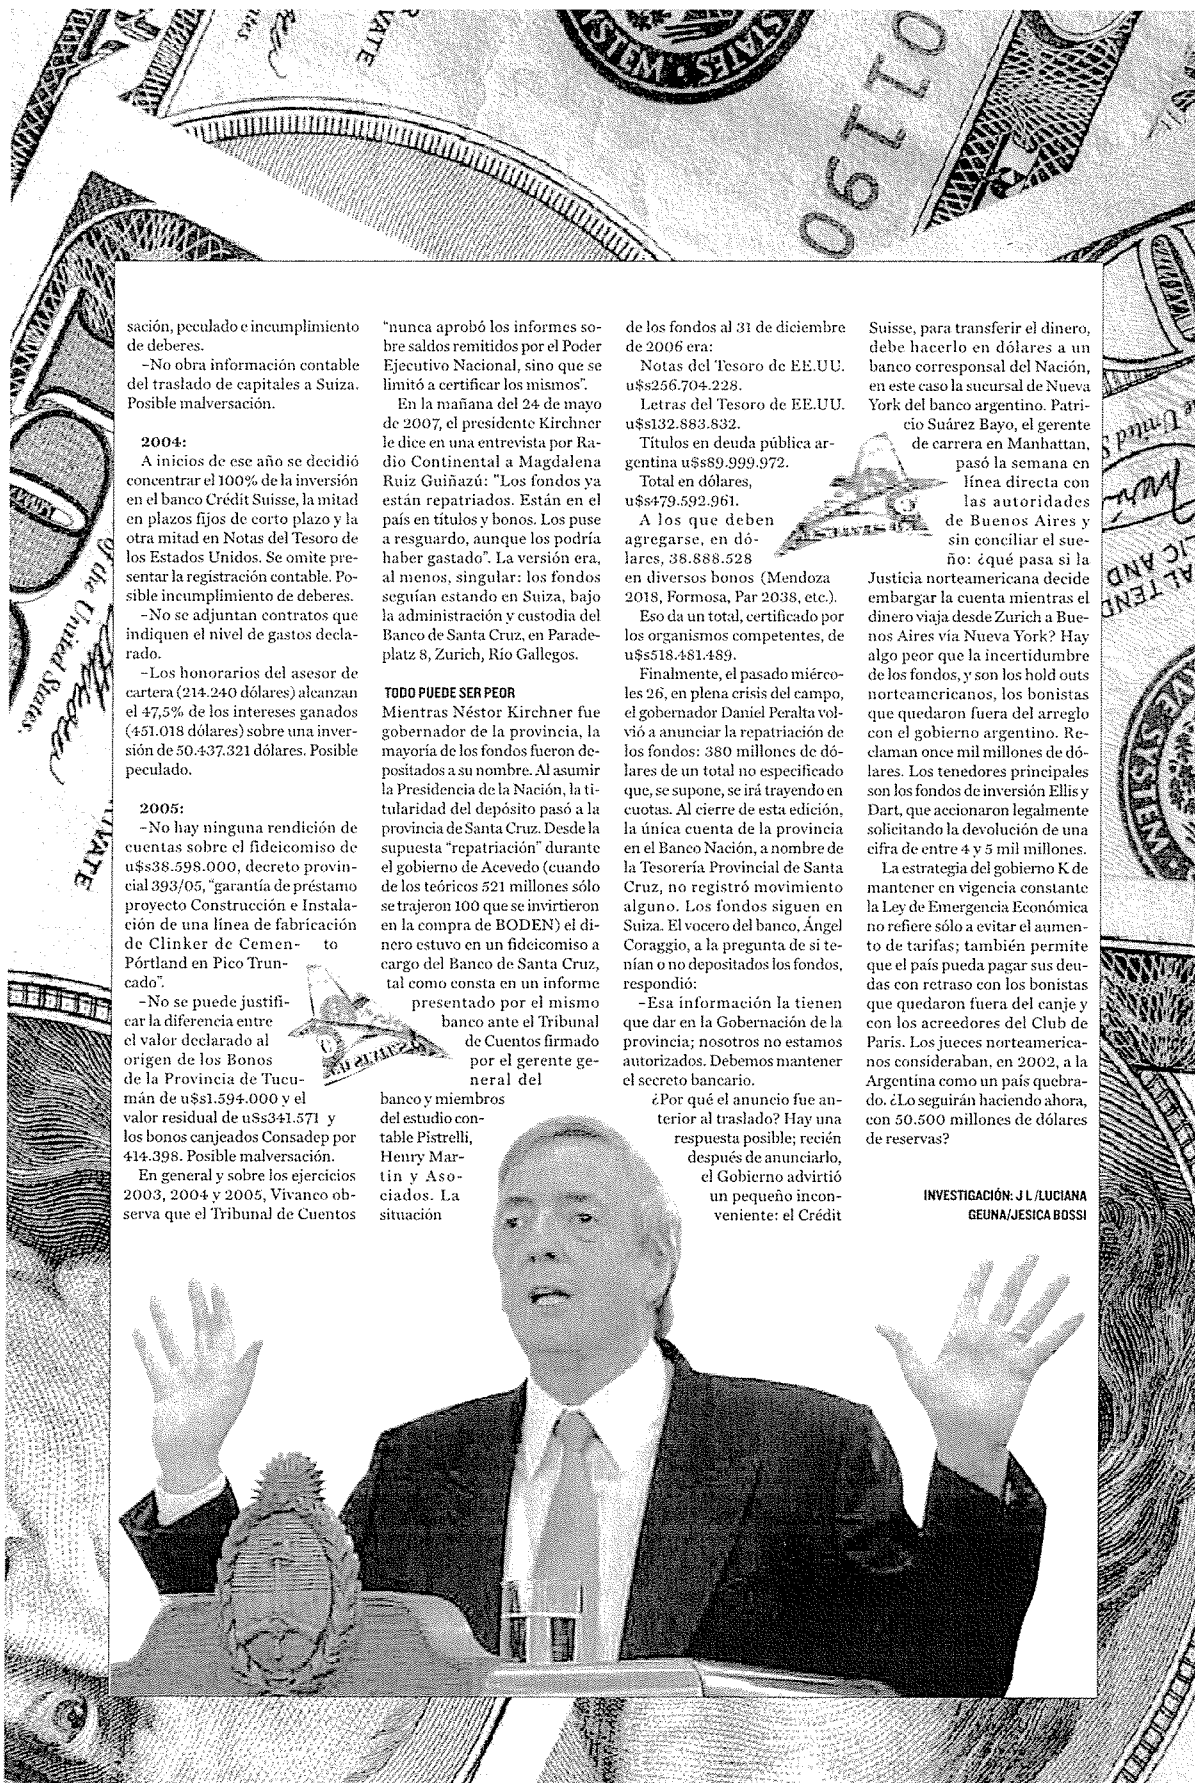 sación, peculado e incumplimiento
de deberes.
–No obra información contable
del traslado de capitales a Suiza.
Posible malversación.
2004:
A inicios de ese año se decidió
concentrar el 100% de la inversión
en el banco Crédit Suisse, la mitad
en plazos fijos de corto plazo y la
otra mitad en Notas del Tesoro de
los Estados Unidos. Se omite pre-
sentar la registración contable. Po-
sible incumplimiento de deberes.
–No se adjuntan contratos que
indiquen el nivel de gastos decla-
rado.
–Los honorarios del asesor de
cartera (214.240 dólares) alcanzan
el 47,5% de los intereses ganados
(451.018 dólares) sobre una inver-
sión de 50.437.321 dólares. Posible
peculado.
2005:
–No hay ninguna rendición de
cuentas sobre el fideicomiso de
u$s38.598.000, decreto provin-
cial 393/05, “garantía de préstamo
proyecto Construcción e Instala-
ción de una línea de fabricación
de Clinker de Cemen- to
Pórtland en Pico Trun-
cado”.
–No se puede justifi-
car la diferencia entre
el valor declarado al
origen de los Bonos
de la Provincia de Tucu-
mán de u$s1.594.000 y el
valor residual de u$s341.571 y
los bonos canjeados Consadep por
414.398. Posible malversación.
En general y sobre los ejercicios
2003, 2004 y 2005, Vivanco ob-
serva que el Tribunal de Cuentos
“nunca aprobó los informes so-
bre saldos remitidos por el Poder
Ejecutivo Nacional, sino que se
limitó a certificar los mismos”.
En la mañana del 24 de mayo
de 2007, el presidente Kirchner
le dice en una entrevista por Ra-
dio Continental a Magdalena
Ruiz Guiñazú: "Los fondos ya
están repatriados. Están en el
país en títulos y bonos. Los puse
a resguardo, aunque los podría
haber gastado”. La versión era,
al menos, singular: los fondos
seguían estando en Suiza, bajo
la administración y custodia del
Banco de Santa Cruz, en Parade-
platz 8, Zurich, Río Gallegos.
TODO PUEDE SER PEOR
Mientras Néstor Kirchner fue
gobernador de la provincia, la
mayoría de los fondos fueron de-
positados a su nombre. Al asumir
la Presidencia de la Nación, la ti-
tularidad del depósito pasó a la
provincia de Santa Cruz. Desde la
supuesta “repatriación” durante
el gobierno de Acevedo (cuando
de los teóricos 521 millones sólo
se trajeron 100 que se invirtieron
en la compra de BODEN) el di-
nero estuvo en un fideicomiso a
cargo del Banco de Santa Cruz,
tal como consta en un informe
presentado por el mismo
banco ante el Tribunal
de Cuentos firmado
por el gerente ge-
neral del
banco y miembros
del estudio con-
table Pistrelli,
Henry Mar-
tin y Aso-
ciados. La
situación
de los fondos al 31 de diciembre
de 2006 era:
Notas del Tesoro de EE.UU.
u$s256.704.228.
Letras del Tesoro de EE.UU.
u$s132.883.832.
Títulos en deuda pública ar-
gentina u$s89.999.972.
Total en dólares,
u$s479.592.961.
A los que deben
agregarse, en dó-
lares, 38.888.528
en diversos bonos (Mendoza
2018, Formosa, Par 2038, etc.).
Eso da un total, certificado por
los organismos competentes, de
u$s518.481.489.
Finalmente, el pasado miérco-
les 26, en plena crisis del campo,
el gobernador Daniel Peralta vol-
vió a anunciar la repatriación de
los fondos: 380 millones de dó-
lares de un total no especificado
que, se supone, se irá trayendo en
cuotas. Al cierre de esta edición,
la única cuenta de la provincia
en el Banco Nación, a nombre de
la Tesorería Provincial de Santa
Cruz, no registró movimiento
alguno. Los fondos siguen en
Suiza. El vocero del banco, Ángel
Coraggio, a la pregunta de si te-
nían o no depositados los fondos,
respondió:
–Esa información la tienen
que dar en la Gobernación de la
provincia; nosotros no estamos
autorizados. Debemos mantener
el secreto bancario.
¿Por qué el anuncio fue an-
terior al traslado? Hay una
respuesta posible; recién
después de anunciarlo,
el Gobierno advirtió
un pequeño incon-
veniente: el Crédit
Suisse, para transferir el dinero,
debe hacerlo en dólares a un
banco corresponsal del Nación,
en este caso la sucursal de Nueva
York del banco argentino. Patri-
cio Suárez Bayo, el gerente
de carrera en Manhattan,
pasó la semana en
línea directa con
las autoridades
de Buenos Aires y
sin conciliar el sue-
ño: ¿qué pasa si la
Justicia norteamericana decide
embargar la cuenta mientras el
dinero viaja desde Zurich a Bue-
nos Aires vía Nueva York? Hay
algo peor que la incertidumbre
de los fondos, y son los hold outs
norteamericanos, los bonistas
que quedaron fuera del arreglo
con el gobierno argentino. Re-
claman once mil millones de dó-
lares. Los tenedores principales
son los fondos de inversión Ellis y
Dart, que accionaron legalmente
solicitando la devolución de una
cifra de entre 4 y 5 mil millones.
La estrategia del gobierno K de
mantener en vigencia constante
la Ley de Emergencia Económica
no refiere sólo a evitar el aumen-
to de tarifas; también permite
que el país pueda pagar sus deu-
das con retraso con los bonistas
que quedaron fuera del canje y
con los acreedores del Club de
Paris. Los jueces norteamerica-
nos consideraban, en 2002, a la
Argentina como un país quebra-
do. ¿Lo seguirán haciendo ahora,
con 50.500 millones de dólares
de reservas?
INVESTIGACIÓN: J L /LUCIANA
GEUNA/JESICA BOSSI